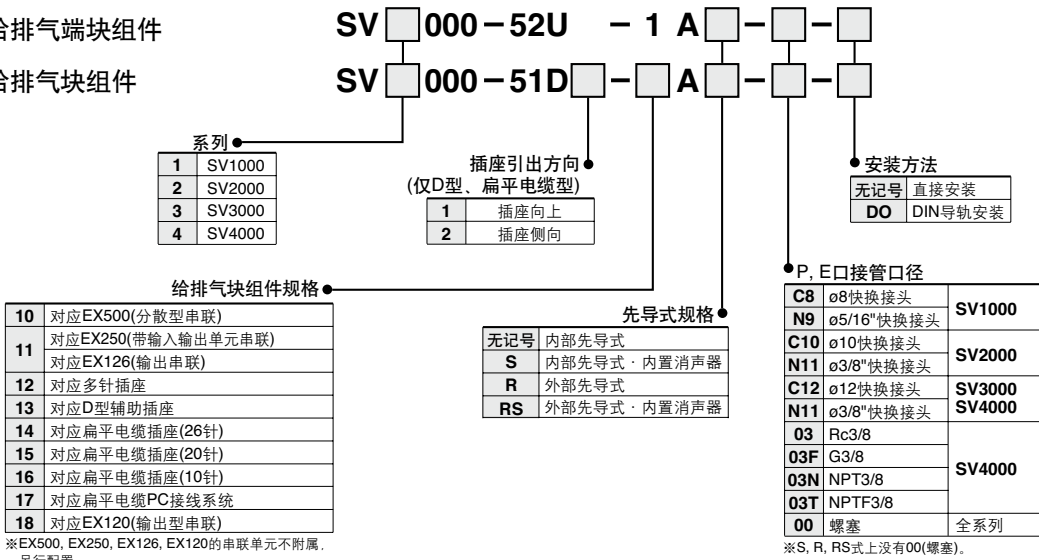 给排气端块组件 SV□000-52U -1A□-□-□
给排气块组件 SV□000-51D□-□A□-□-□
系列
1 SV1000
2 SV2000
3 SV3000
4 SV4000
插座引出方向
(仅D型、扁平电缆型)
1 插座向上
2 插座侧向
安装方法
无记号 直接安装
DO DIN导轨安装
给排气块组件规格
10 对应EX500(分散型串联)
11 对应EX250(带输入输出单元串联)
对应EX126(输出串联)
12 对应多针插座
13 对应D型辅助插座
14 对应扁平电缆插座(26针)
15 对应扁平电缆插座(20针)
16 对应扁平电缆插座(10针)
17 对应扁平电缆PC接线系统
18 对应EX120(输出型串联)
※EX500, EX250, EX126, EX120的串联单元不附属,
另行配置
先导式规格
无记号 内部先导式
S 内部先导式·内置消声器
R 外部先导式
RS 外部先导式·内置消声器
P, E口接管口径
C8 ø8快换接头 SV1000
N9 ø5/16"快换接头
C10 ø10快换接头 SV2000
N11 ø3/8"快换接头
C12 ø12快换接头 SV3000
N11 ø3/8"快换接头 SV4000
03 Rc3/8 SV4000
03F G3/8
03N NPT3/8
03T NPTF3/8
00 螺塞 全系列
※S, R, RS式上没有00(螺塞)。